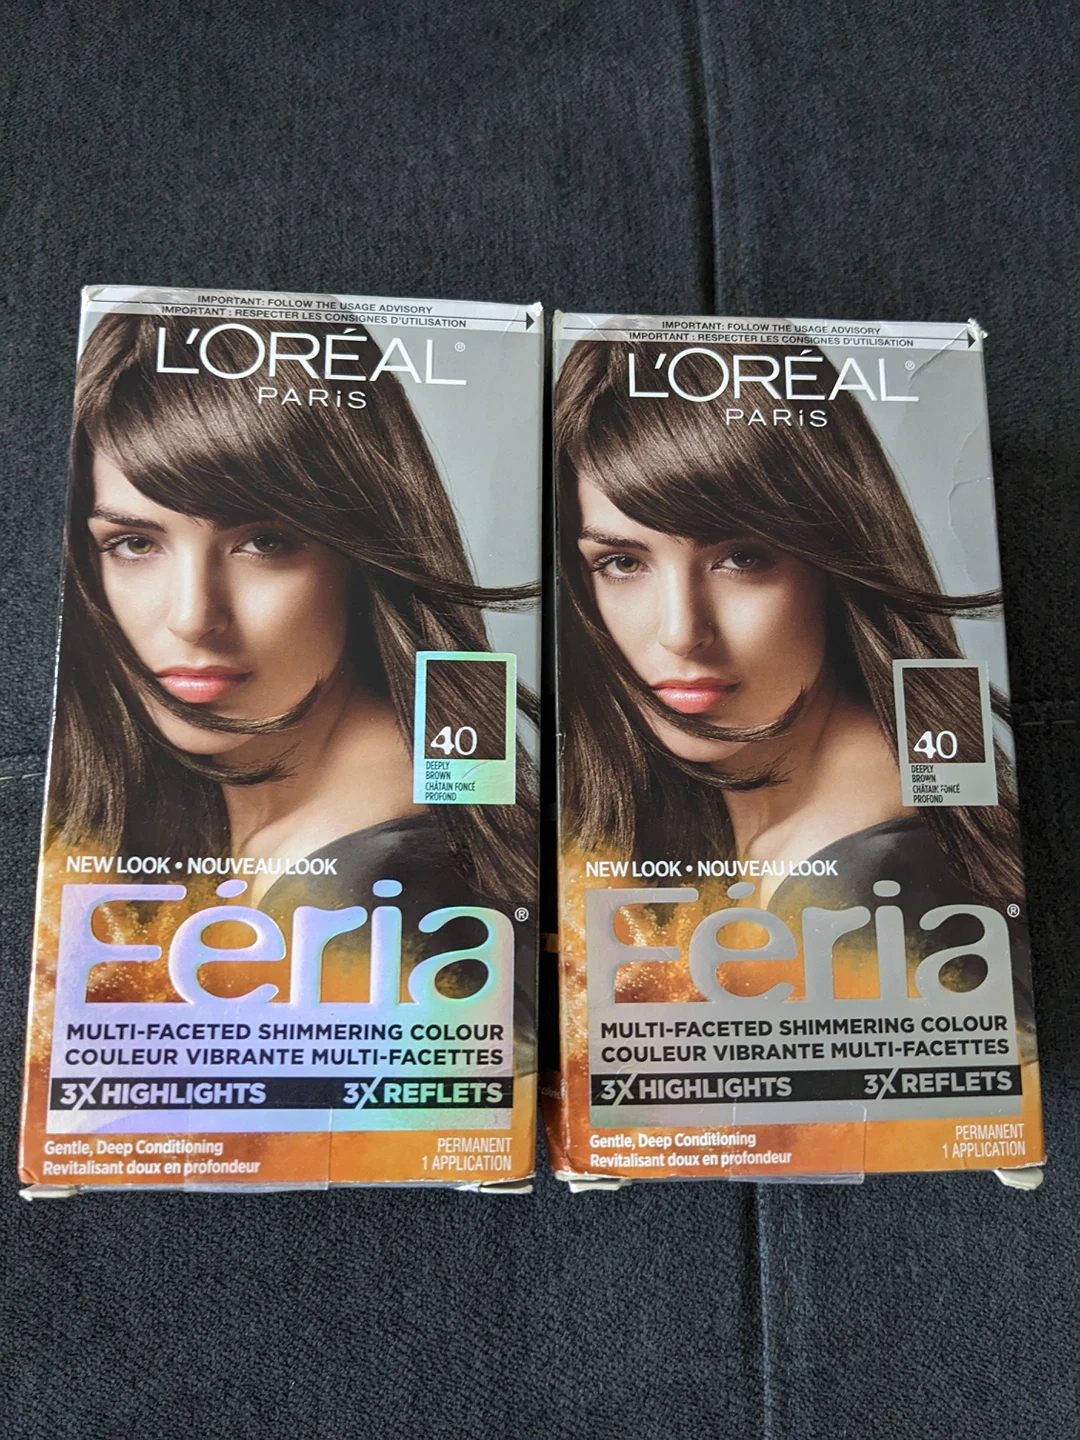 IMPORTANT: FOLLOW THE USAGE ADVISORY
IMPORTANT : RESPECTER LES CONSIGNES D'UTILISATION
L'ORÉAL®
PARiS
40
DEEPLY
BROWN
CHÂTAIN FONCÉ
PROFOND
NEW LOOK • NOUVEAU LOOK
Féria®
MULTI-FACETED SHIMMERING COLOUR
COULEUR VIBRANTE MULTI-FACETTES
3X HIGHLIGHTS 3X REFLETS
Gentle, Deep Conditioning
Revitalisant doux en profondeur
PERMANENT
1 APPLICATION
IMPORTANT: FOLLOW THE USAGE ADVISORY
IMPORTANT : RESPECTER LES CONSIGNES D'UTILISATION
L'ORÉAL®
PARiS
40
DEEPLY
BROWN
CHÂTAIN FONCÉ
PROFOND
NEW LOOK • NOUVEAU LOOK
Féria®
MULTI-FACETED SHIMMERING COLOUR
COULEUR VIBRANTE MULTI-FACETTES
3X HIGHLIGHTS 3X REFLETS
Gentle, Deep Conditioning
Revitalisant doux en profondeur
PERMANENT
1 APPLICATION